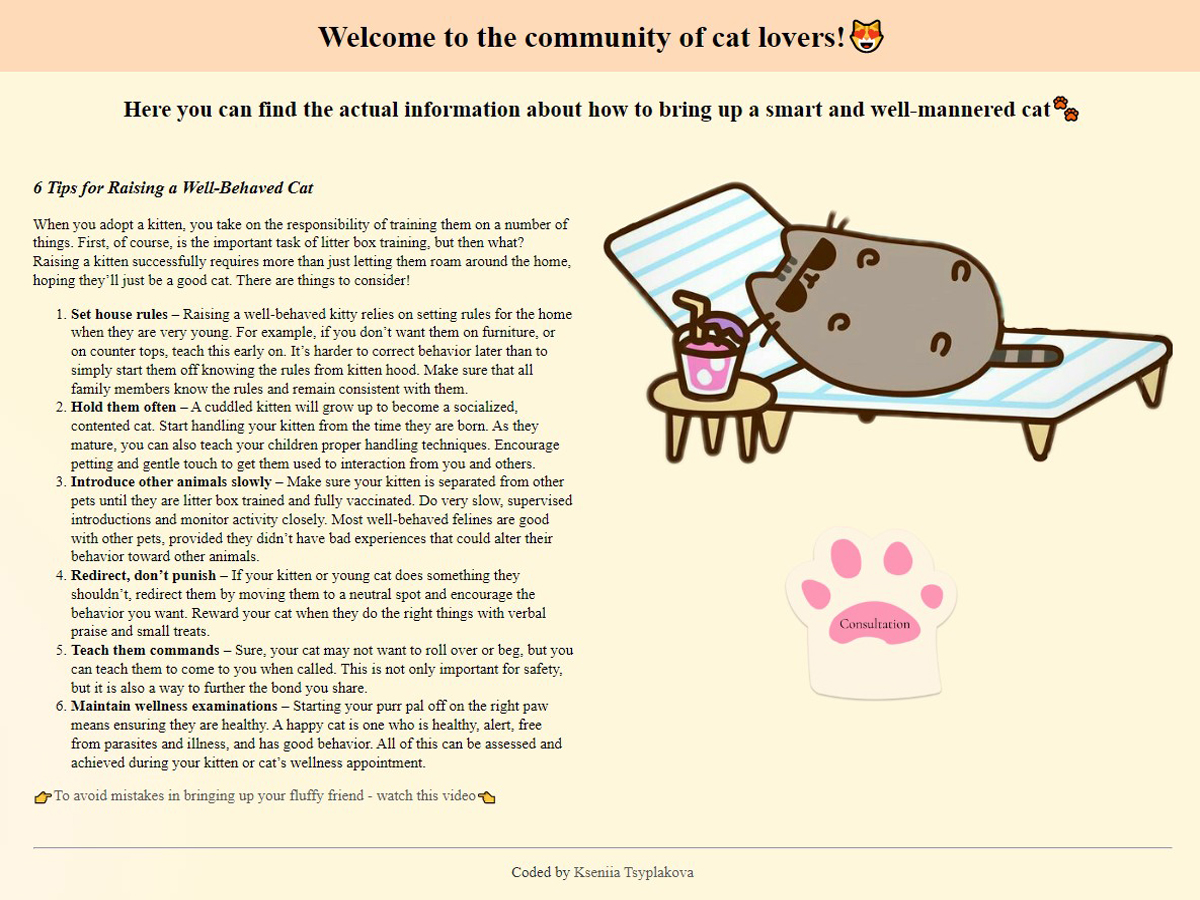 Welcome to the community of cat lovers!😻
Here you can find the actual information about how to bring up a smart and well-mannered cat🐾
6 Tips for Raising a Well-Behaved Cat
When you adopt a kitten, you take on the responsibility of training them on a number of
things. First, of course, is the important task of litter box training, but then what?
Raising a kitten successfully requires more than just letting them roam around the home,
hoping they’ll just be a good cat. There are things to consider!
1. Set house rules – Raising a well-behaved kitty relies on setting rules for the home
when they are very young. For example, if you don’t want them on furniture, or
on counter tops, teach this early on. It’s harder to correct behavior later than to
simply start them off knowing the rules from kitten hood. Make sure that all
family members know the rules and remain consistent with them.
2. Hold them often – A cuddled kitten will grow up to become a socialized,
contented cat. Start handling your kitten from the time they are born. As they
mature, you can also teach your children proper handling techniques. Encourage
petting and gentle touch to get them used to interaction from you and others.
3. Introduce other animals slowly – Make sure your kitten is separated from other
pets until they are litter box trained and fully vaccinated. Do very slow, supervised
introductions and monitor activity closely. Most well-behaved felines are good
with other pets, provided they didn’t have bad experiences that could alter their
behavior toward other animals.
4. Redirect, don’t punish – If your kitten or young cat does something they
shouldn’t, redirect them by moving them to a neutral spot and encourage the
behavior you want. Reward your cat when they do the right things with verbal
praise and small treats.
5. Teach them commands – Sure, your cat may not want to roll over or beg, but you
can teach them to come to you when called. This is not only important for safety,
but it is also a way to further the bond you share.
6. Maintain wellness examinations – Starting your purr pal off on the right paw
means ensuring they are healthy. A happy cat is one who is healthy, alert, free
from parasites and illness, and has good behavior. All of this can be assessed and
achieved during your kitten or cat’s wellness appointment.
👉To avoid mistakes in bringing up your fluffy friend - watch this video👈
Consultation
Coded by Kseniia Tsyplakova